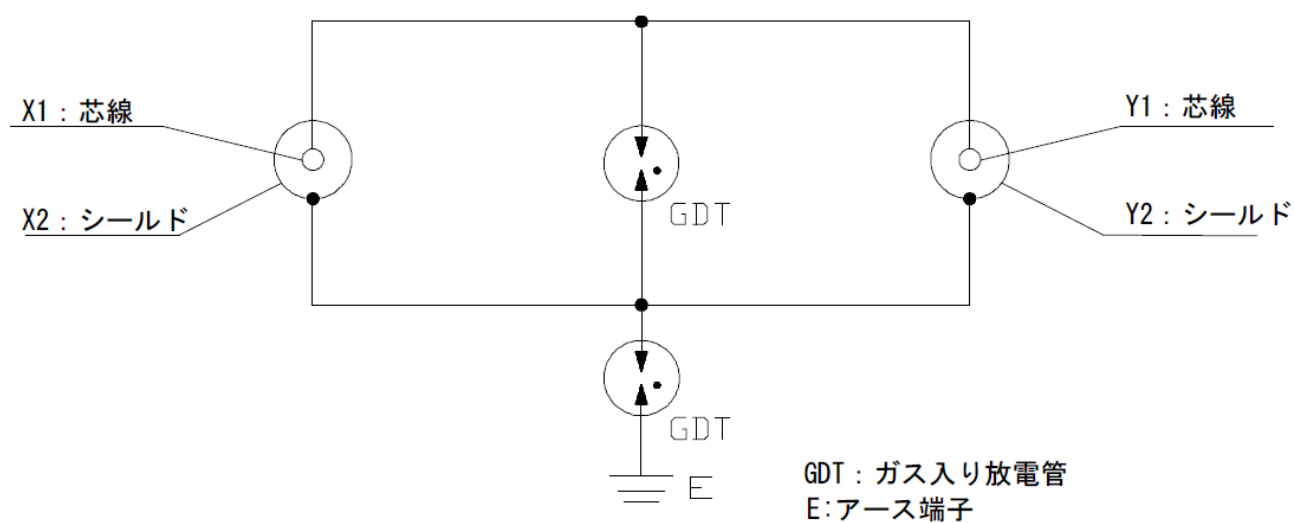 X1：芯線
Y1：芯線
X2：シールド
GDT
Y2：シールド
GDT
E
GDT：ガス入り放電管
E:アース端子